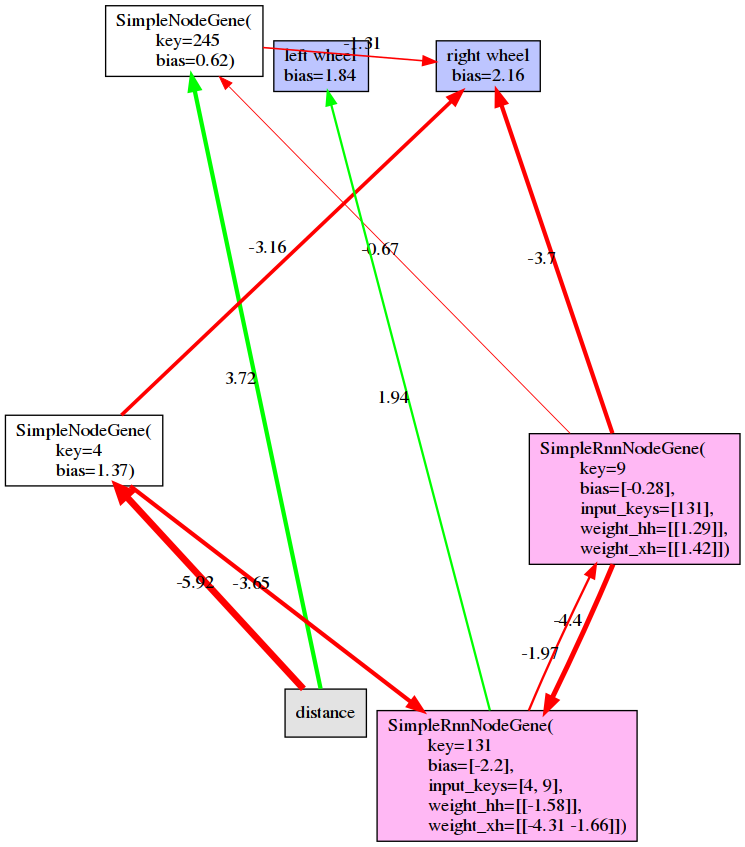 SimpleNodeGene(
key=245
bias=0.62)
-1.31
left wheel
bias=1.84
right wheel
bias=2.16
-3.16
-0.67
-3.7
3.72
1.94
SimpleNodeGene(
key=4
bias=1.37)
SimpleRnnNodeGene(
key=9
bias=[-0.28],
input_keys=[131],
weight_hh=[[1.29]],
weight_xh=[[1.42]])
-5.92
-3.65
-4.4
-1.97
distance
SimpleRnnNodeGene(
key=131
bias=[-2.2],
input_keys=[4, 9],
weight_hh=[[-1.58]],
weight_xh=[[-4.31 -1.66]])